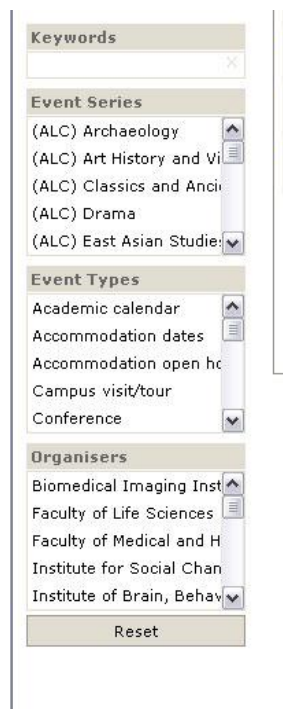 Keywords
Event Series
(ALC) Archaeology
(ALC) Art History and Vi
(ALC) Classics and Anci
(ALC) Drama
(ALC) East Asian Studie
Event Types
Academic calendar
Accommodation dates
Accommodation open ho
Campus visit/tour
Conference
Organisers
Biomedical Imaging Inst
Faculty of Life Sciences
Faculty of Medical and H
Institute for Social Chan
Institute of Brain, Behav
Reset